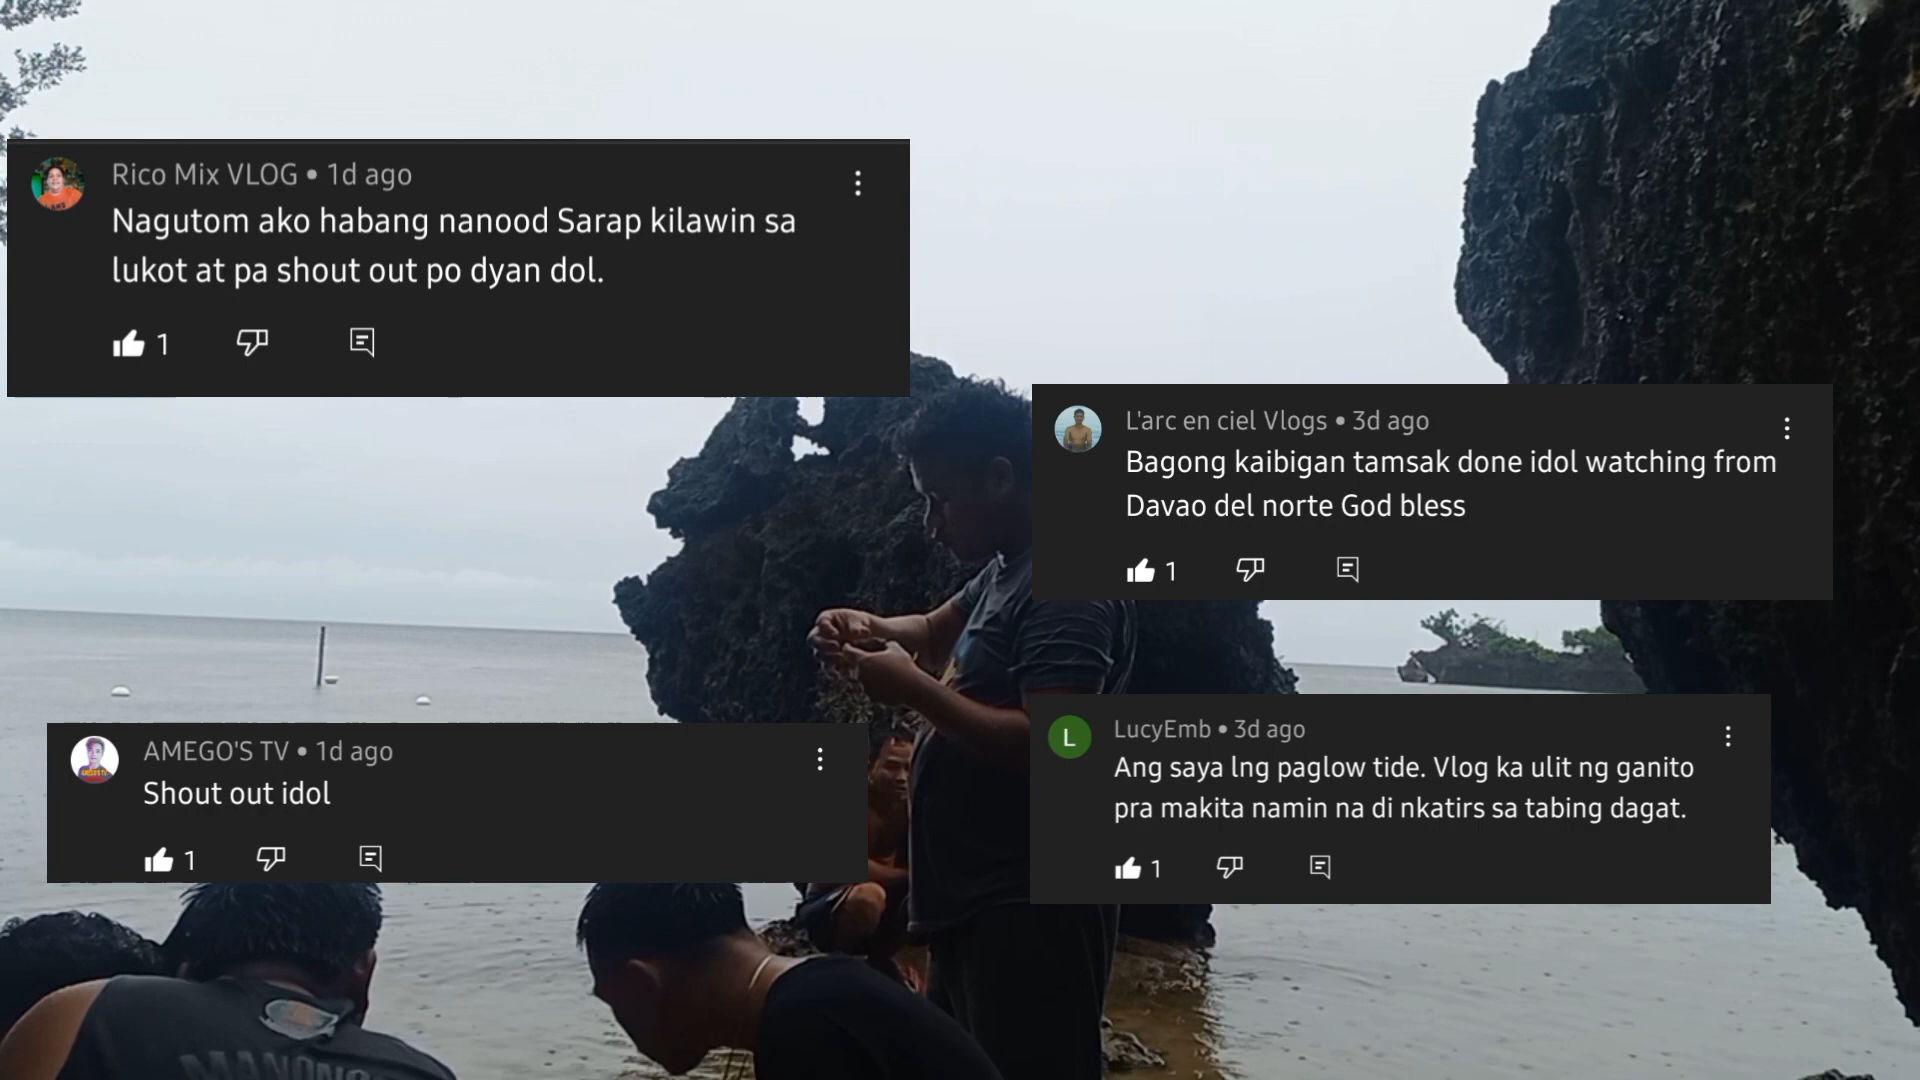 Rico Mix VLOG • 1d ago
Nagutom ako habang nanood Sarap kilawin sa
lukot at pa shout out po dyan dol.
1
L'arc en ciel Vlogs • 3d ago
Bagong kaibigan tamsak done idol watching from
Davao del norte God bless
1
AMEGO'S TV • 1d ago
Shout out idol
1
L
LucyEmb • 3d ago
Ang saya lng paglow tide. Vlog ka ulit ng ganito
pra makita namin na di nkatirs sa tabing dagat.
1